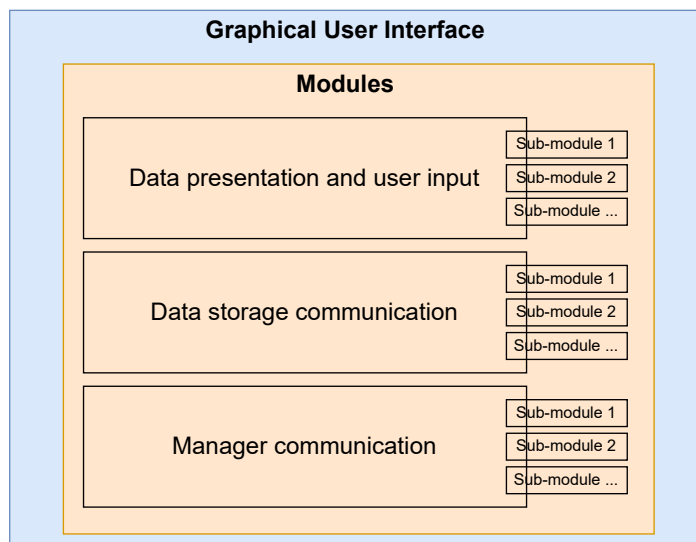 Graphical User Interface
Modules
Data presentation and user input
Sub-module 1
Sub-module 2
Sub-module ...
Data storage communication
Sub-module 1
Sub-module 2
Sub-module ...
Manager communication
Sub-module 1
Sub-module 2
Sub-module ...